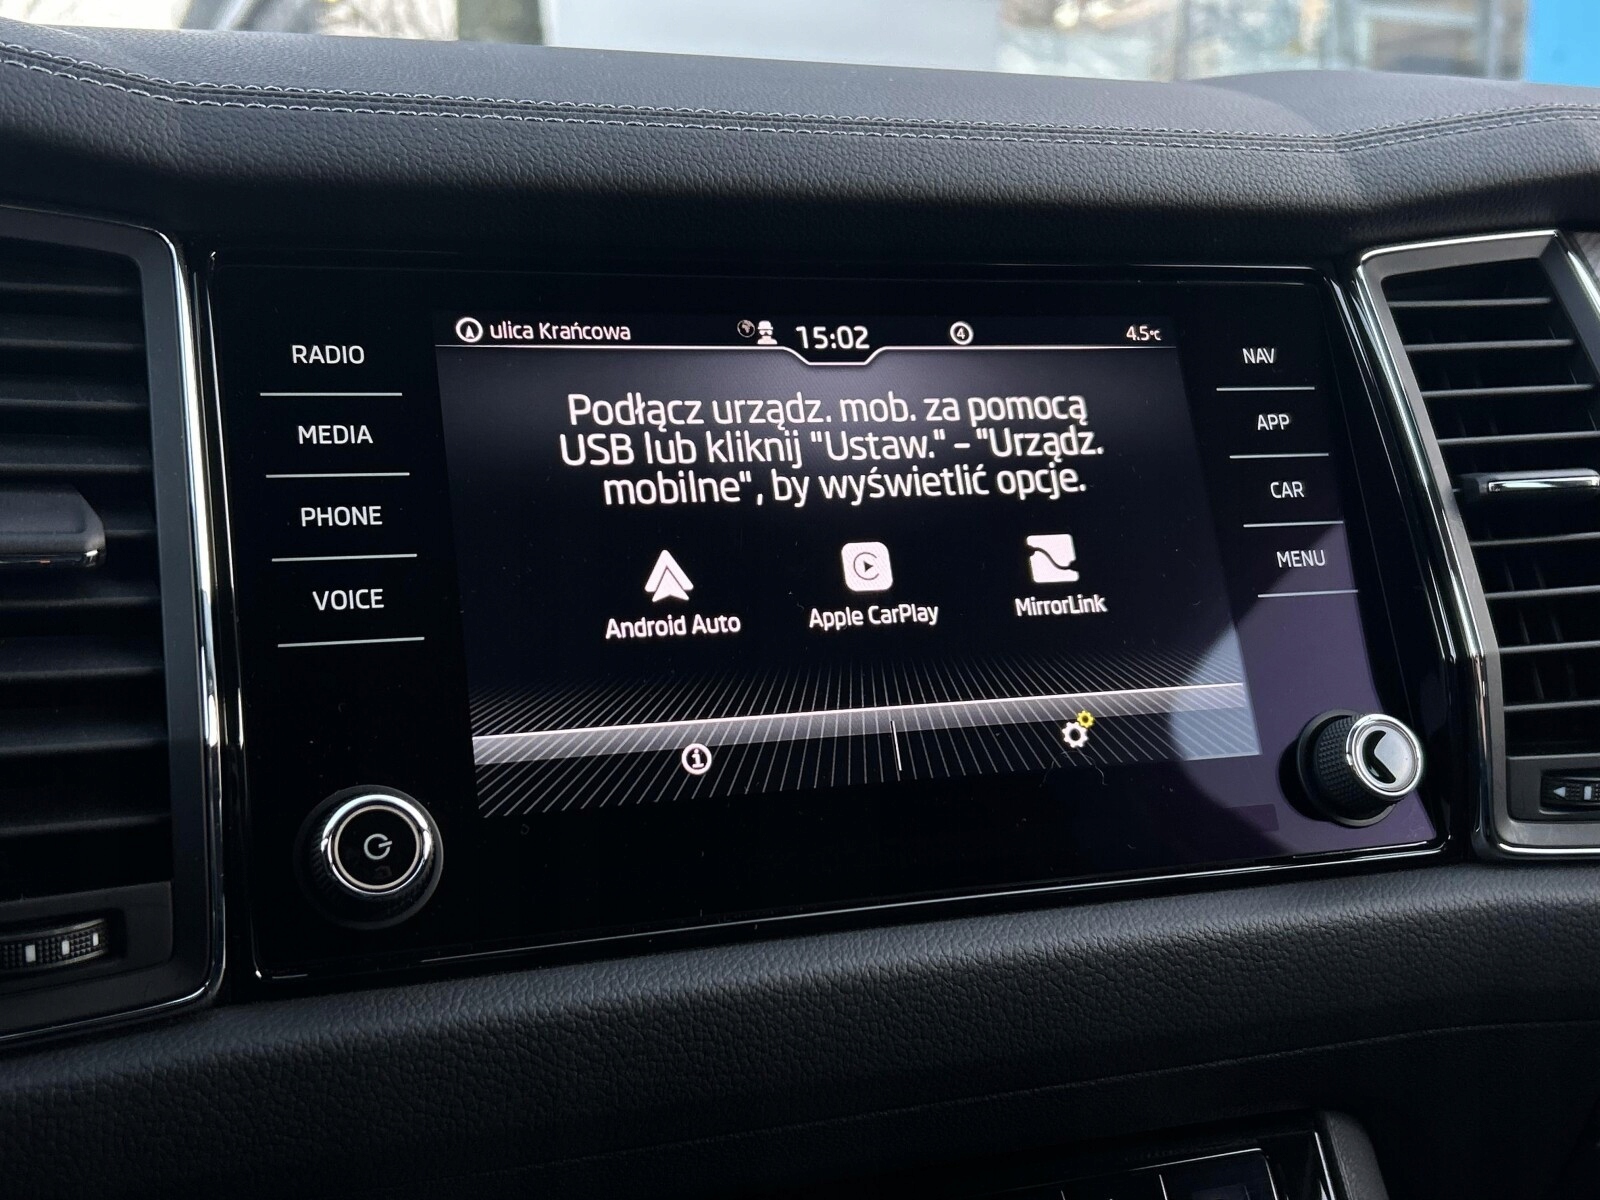 ulica Krańcowa 15:02 4 4.5°C
Podłącz urządz. mob. za pomocą
USB lub kliknij "Ustaw." – "Urządz.
mobilne", by wyświetlić opcje.
Android Auto Apple CarPlay MirrorLink
RADIO
MEDIA
PHONE
VOICE
NAV
APP
CAR
MENU